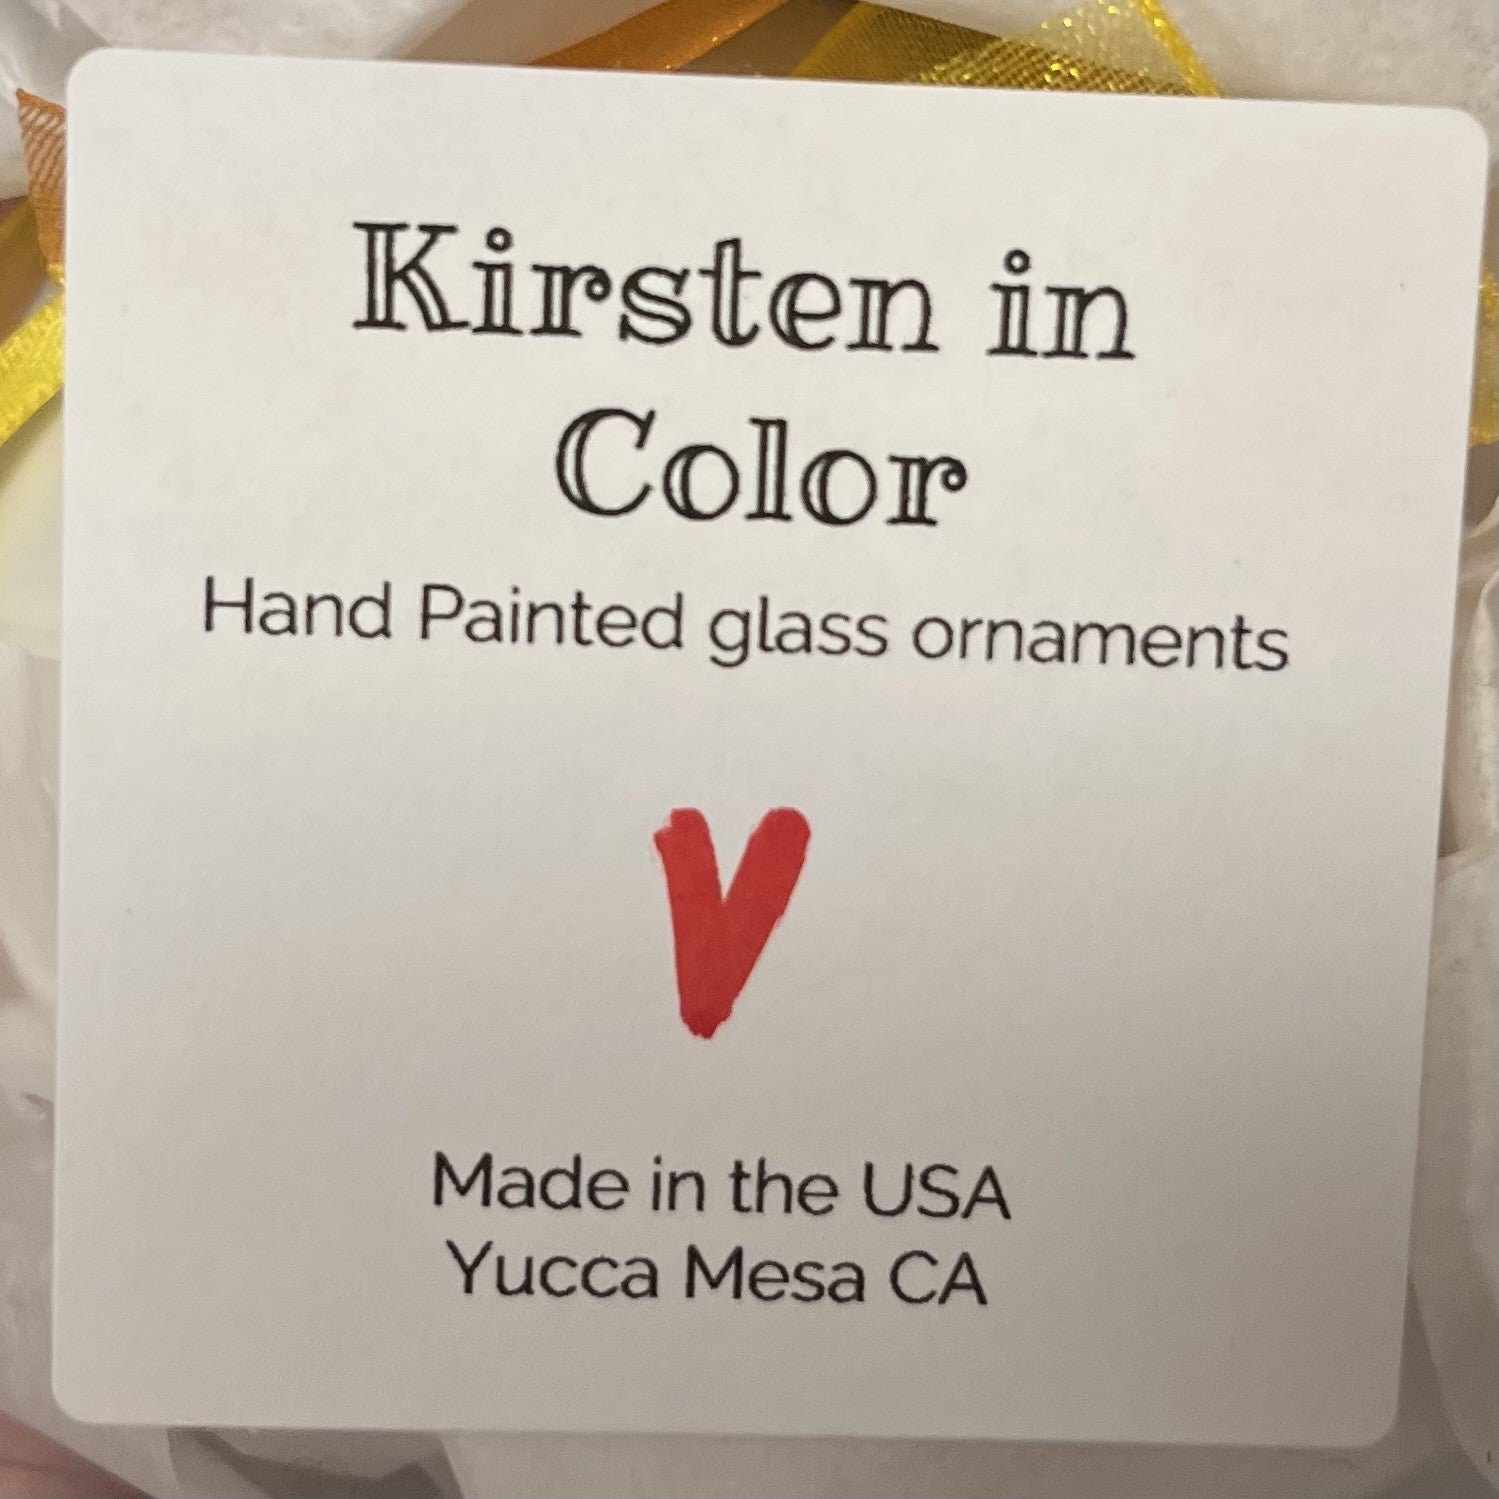 Kirsten in
Color
Hand Painted glass ornaments
Made in the USA
Yucca Mesa CA